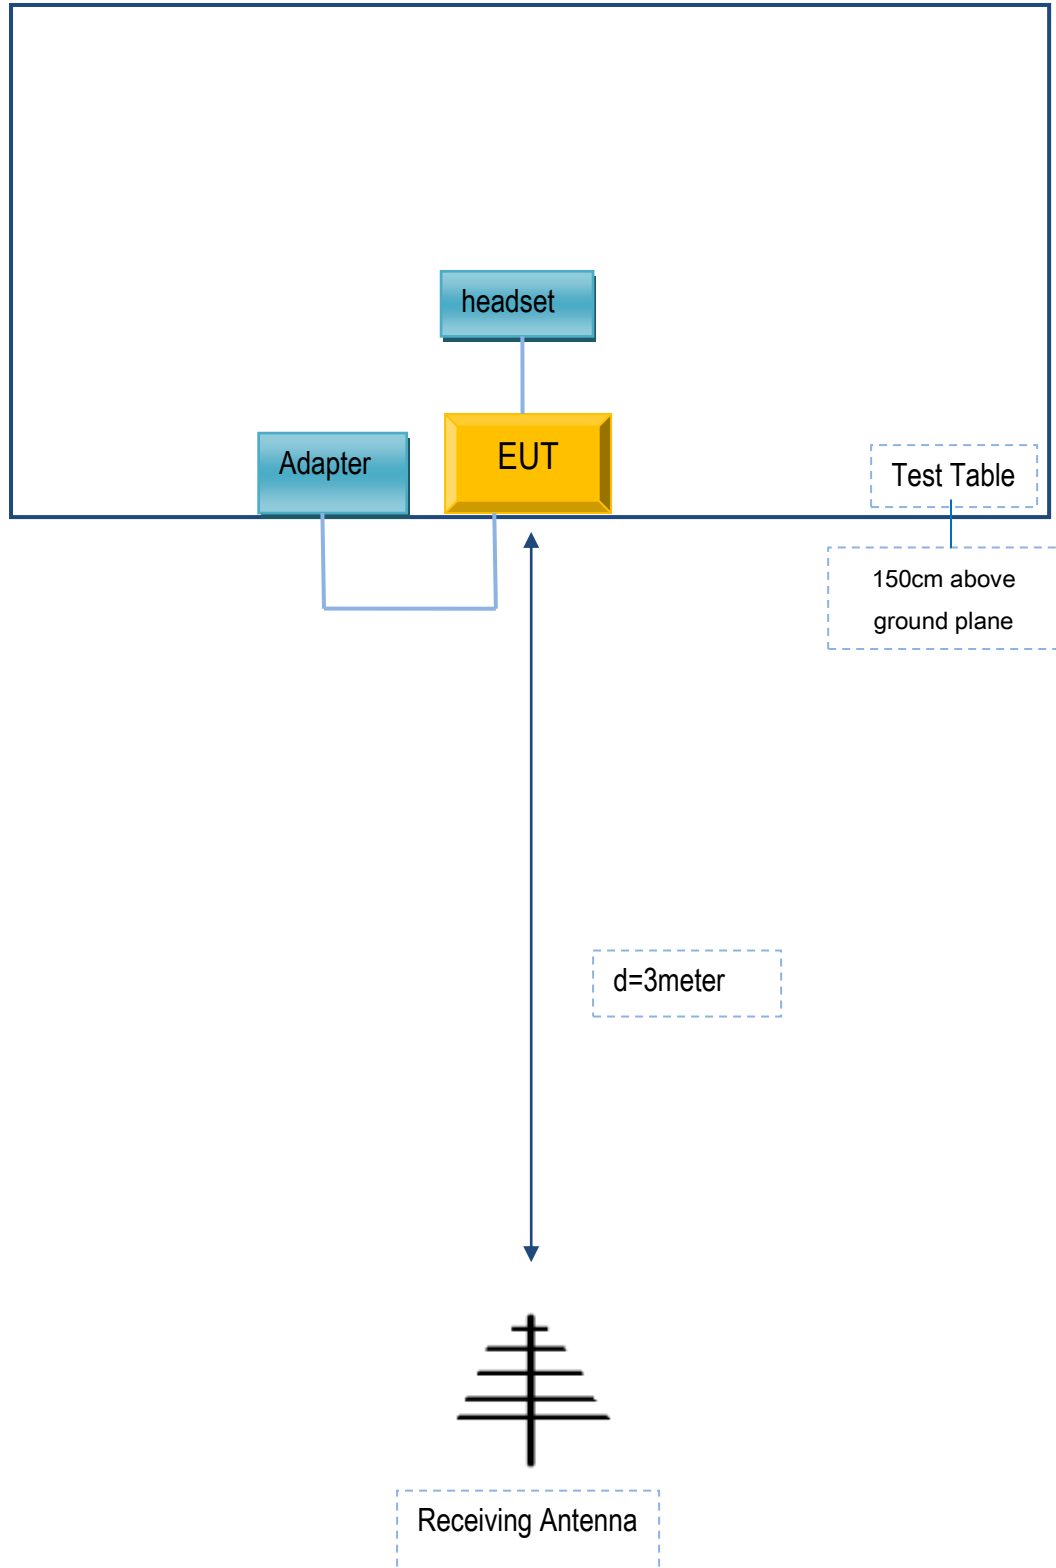 headset
EUT
Adapter
Test Table
150cm above
ground plane
d=3meter
Receiving Antenna